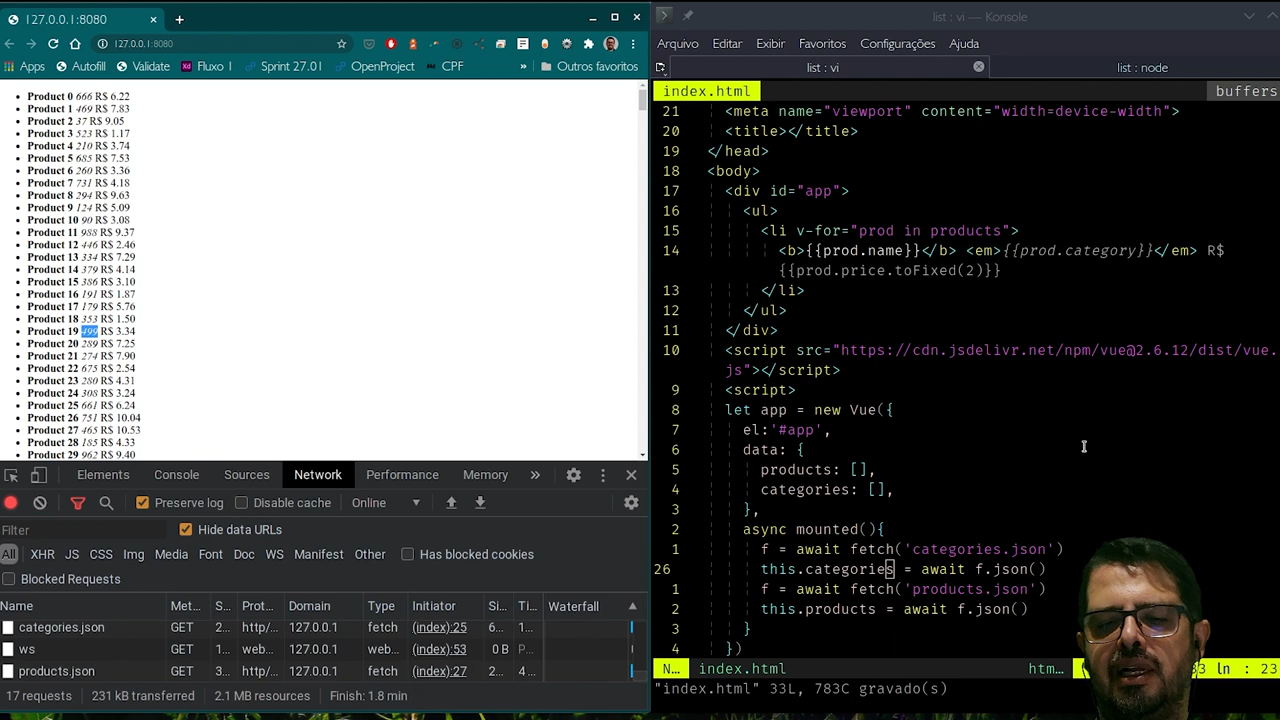 127.0.0.1:8080
127.0.0.1:8080
Apps Autofill Validate Fluxo I Sprint 27.01 OpenProject CPF » Outros favoritos
Product 0 666 R$ 6.22
Product 1 469 R$ 7.83
Product 2 37 R$ 9.05
Product 3 523 R$ 1.17
Product 4 210 R$ 3.74
Product 5 685 R$ 7.53
Product 6 260 R$ 3.36
Product 7 731 R$ 4.18
Product 8 294 R$ 9.63
Product 9 124 R$ 5.09
Product 10 90 R$ 3.08
Product 11 988 R$ 9.37
Product 12 446 R$ 2.46
Product 13 334 R$ 7.29
Product 14 379 R$ 4.14
Product 15 386 R$ 3.10
Product 16 191 R$ 1.87
Product 17 179 R$ 5.76
Product 18 353 R$ 1.50
Product 19 499 R$ 3.34
Product 20 289 R$ 7.25
Product 21 274 R$ 7.90
Product 22 675 R$ 2.54
Product 23 280 R$ 4.31
Product 24 308 R$ 3.24
Product 25 661 R$ 6.24
Product 26 751 R$ 10.04
Product 27 465 R$ 10.53
Product 28 185 R$ 4.33
Product 29 962 R$ 9.40
Elements Console Sources Network Performance Memory »
Preserve log Disable cache Online
Filter Hide data URLs
All XHR JS CSS Img Media Font Doc WS Manifest Other Has blocked cookies
Blocked Requests
Name Met... S... Prot... Domain Type Initiator Si... Ti... Waterfall
categories.json GET 2... http/... 127.0.0.1 fetch (index):25 6... 1...
ws GET 1... web... 127.0.0.1 web... (index):53 0 B P...
products.json GET 3... http/... 127.0.0.1 fetch (index):27 2... 4...
17 requests 231 kB transferred 2.1 MB resources Finish: 1.8 min
list : vi — Konsole
Arquivo Editar Exibir Favoritos Configurações Ajuda
list : vi list : node
index.html buffers
21 <meta name="viewport" content="width=device-width">
20 <title></title>
19 </head>
18 <body>
17 <div id="app">
16 <ul>
15 <li v-for="prod in products">
14 <b>{{prod.name}}</b> <em>{{prod.category}}</em> R$
{{prod.price.toFixed(2)}}
13 </li>
12 </ul>
11 </div>
10 <script src="https://cdn.jsdelivr.net/npm/vue@2.6.12/dist/vue.
js"></script>
9 <script>
8 let app = new Vue({
7 el:'#app',
6 data: {
5 products: [],
4 categories: [],
3 },
2 async mounted(){
1 f = await fetch('categories.json')
26 this.categories = await f.json()
1 f = await fetch('products.json')
2 this.products = await f.json()
3 }
4 })
N... index.html htm... ln : 23
"index.html" 33L, 783C gravado(s)